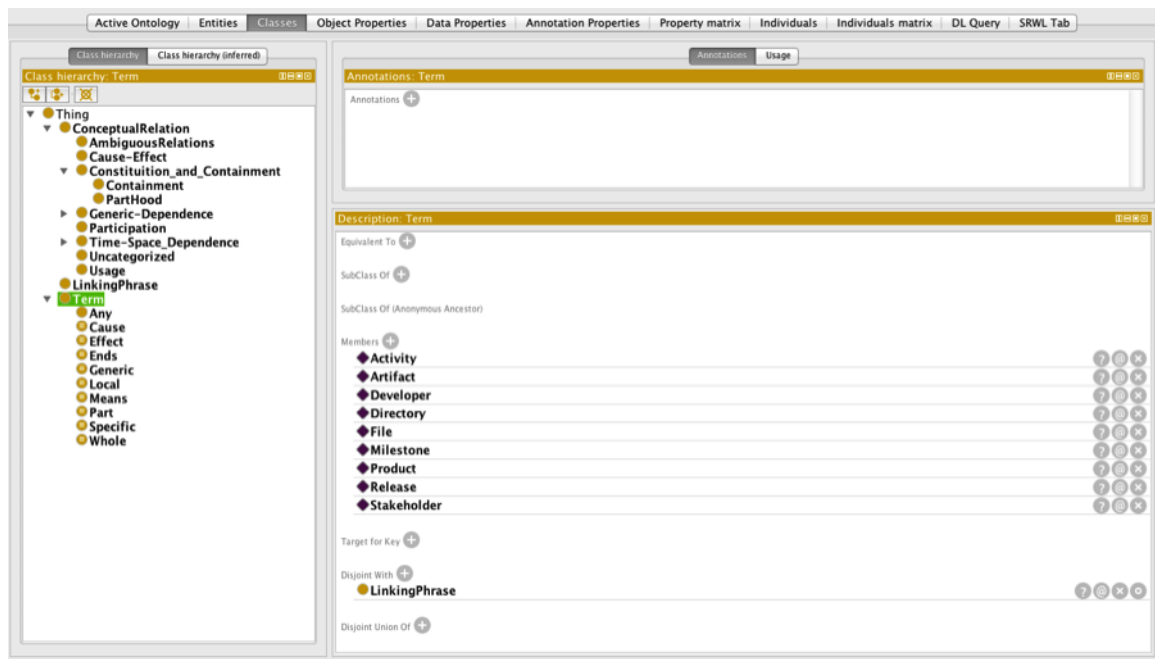 Active Ontology Entities Classes Object Properties Data Properties Annotation Properties Property matrix Individuals Individuals matrix DL Query SRWL Tab
Class hierarchy Class hierarchy (inferred)
Class hierarchy: Term
Thing
ConceptualRelation
AmbiguousRelations
Cause-Effect
Constituition_and_Containment
Containment
PartHood
Generic-Dependence
Participation
Time-Space_Dependence
Uncategorized
Usage
LinkingPhrase
Term
Any
Cause
Effect
Ends
Generic
Local
Means
Part
Specific
Whole
Annotations Usage
Annotations: Term
Annotations
Description: Term
Equivalent To
SubClass Of
SubClass Of (Anonymous Ancestor)
Members
Activity
Artifact
Developer
Directory
File
Milestone
Product
Release
Stakeholder
Target for Key
Disjoint With
LinkingPhrase
Disjoint Union Of